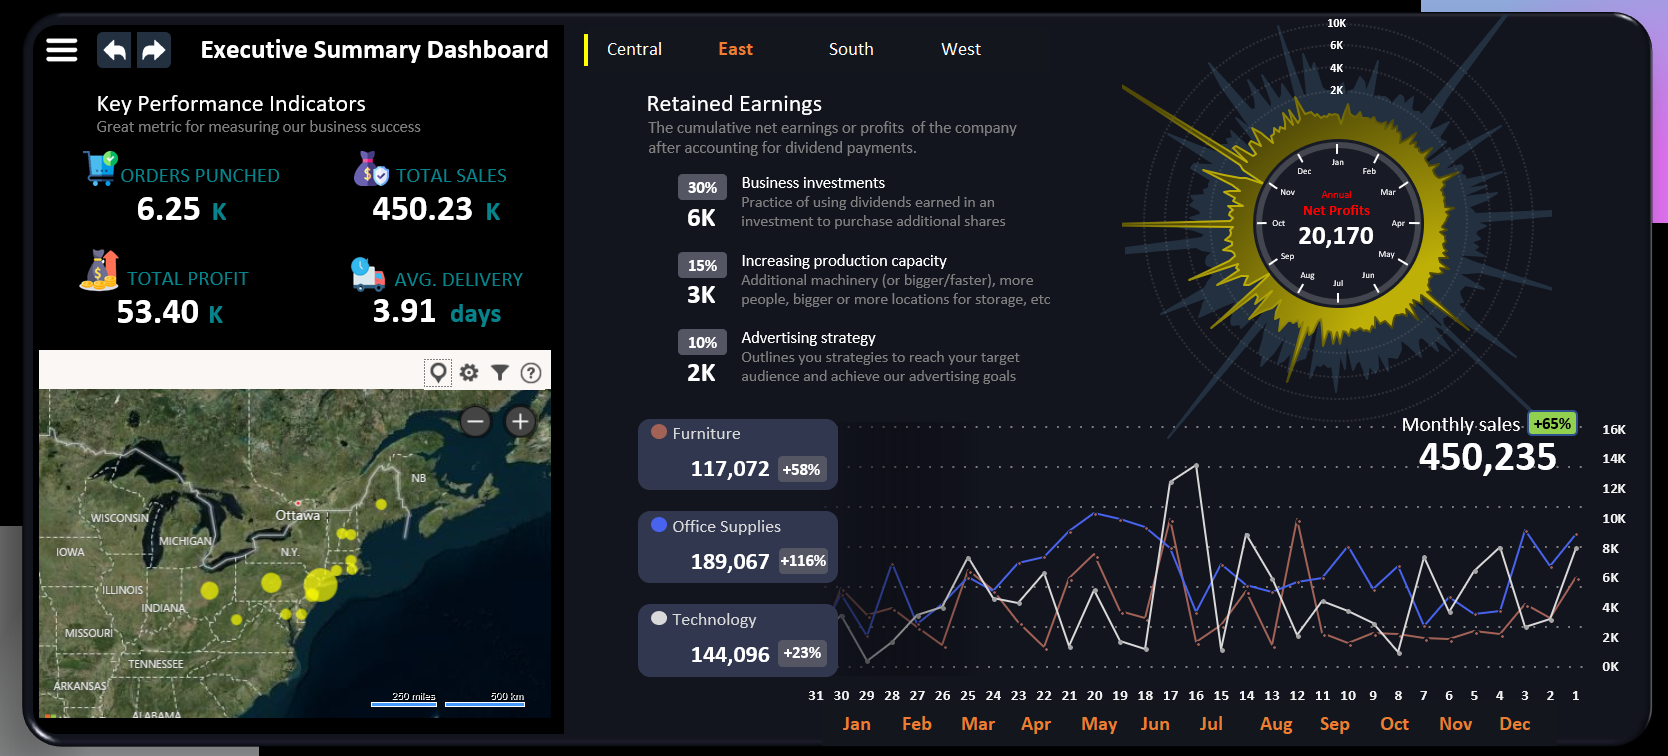 Executive Summary Dashboard
Key Performance Indicators
Great metric for measuring our business success
ORDERS PUNCHED
6.25 K
TOTAL SALES
450.23 K
TOTAL PROFIT
53.40 K
AVG. DELIVERY
3.91 days
?
NB
Ottawa
WISCONSIN
MICHIGAN
N.Y.
IOWA
ILLINOIS
INDIANA
MISSOURI
TENNESSEE
ARKANSAS
ALABAMA
250 miles
500 km
Central East South West
Retained Earnings
The cumulative net earnings or profits of the company
after accounting for dividend payments.
30%
6K
Business investments
Practice of using dividends earned in an
investment to purchase additional shares
15%
3K
Increasing production capacity
Additional machinery (or bigger/faster), more
people, bigger or more locations for storage, etc
10%
2K
Advertising strategy
Outlines you strategies to reach your target
audience and achieve our advertising goals
10K
6K
4K
2K
Jan
Feb
Mar
Apr
May
Jun
Jul
Aug
Sep
Oct
Nov
Dec
Annual
Net Profits
20,170
Furniture
117,072 +58%
Office Supplies
189,067 +116%
Technology
144,096 +23%
Monthly sales +65%
450,235
16K
14K
12K
10K
8K
6K
4K
2K
0K
31 30 29 28 27 26 25 24 23 22 21 20 19 18 17 16 15 14 13 12 11 10 9 8 7 6 5 4 3 2 1
Jan Feb Mar Apr May Jun Jul Aug Sep Oct Nov Dec